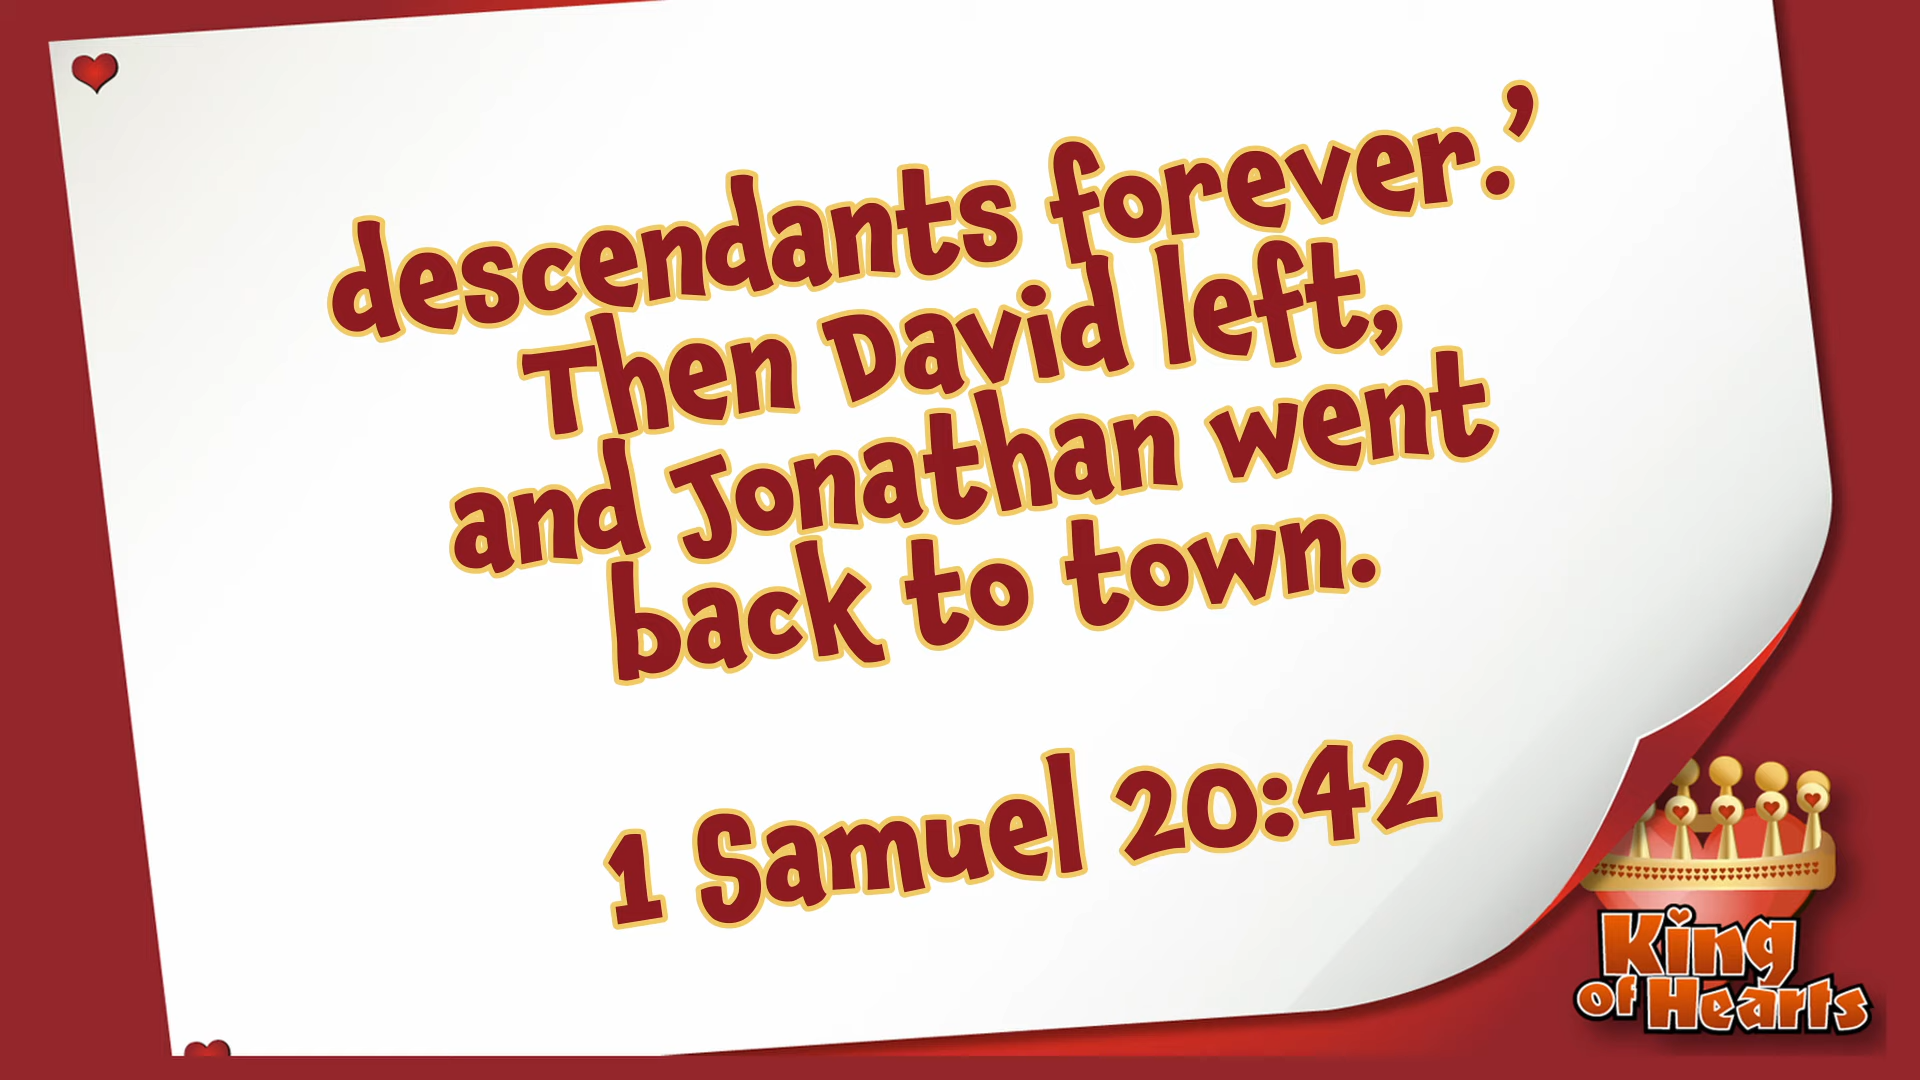 descendants forever.’
Then David left,
and Jonathan went
back to town.
1 Samuel 20:42
King
of Hearts